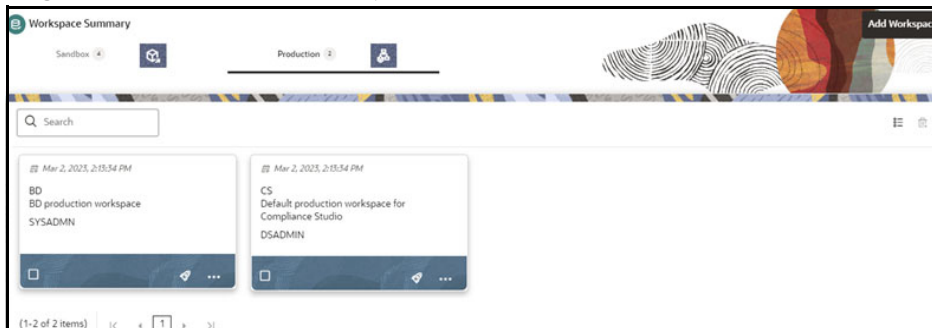 Workspace Summary
Add Workspac
Sandbox 4
Production 2
Search
Mar 2, 2023, 2:13:54 PM
BD
BD production workspace
SYSADMN
Mar 2, 2023, 2:13:54 PM
CS
Default production workspace for
Compliance Studio
DSADMIN
(1-2 of 2 items)
1